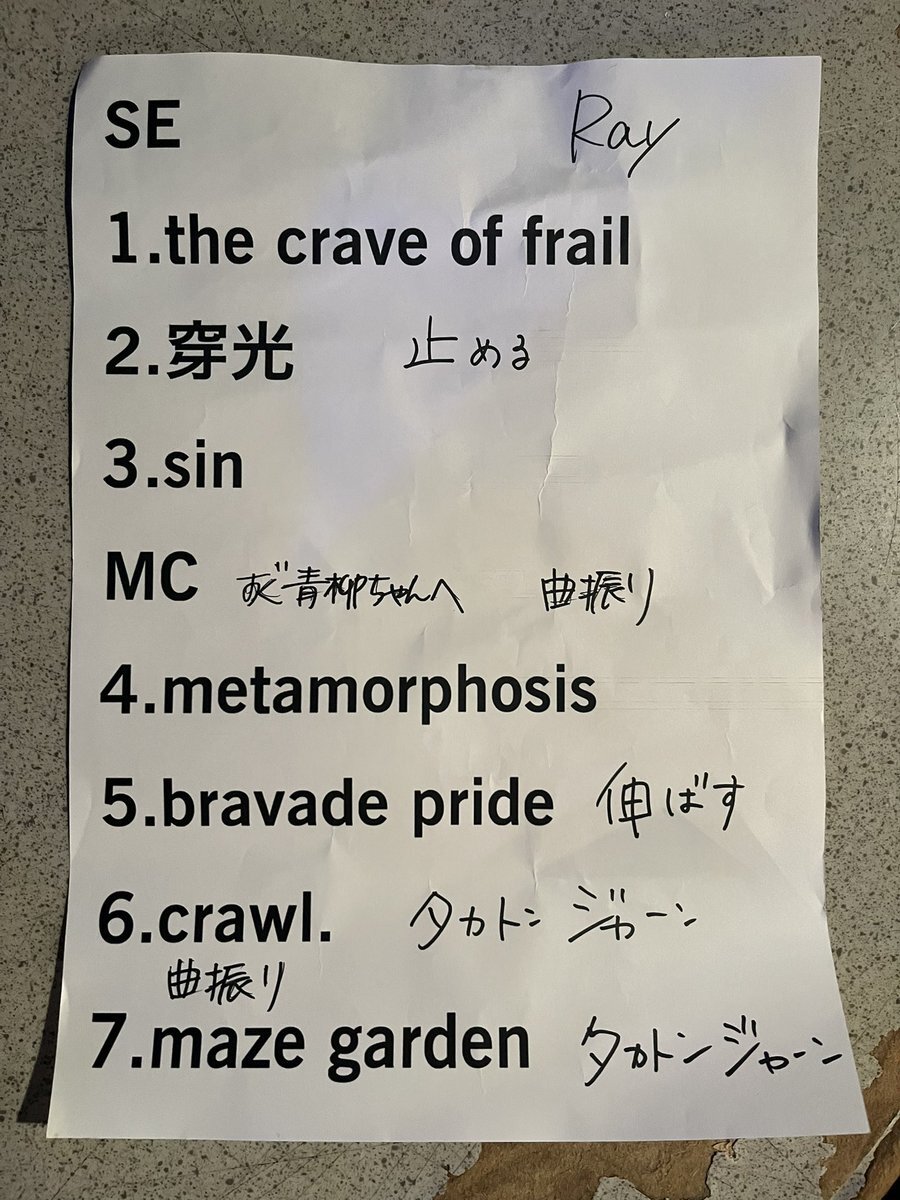 SE Ray
1.the crave of frail
2.穿光 止める
3.sin
MC 青柳ちゃんへ 曲振り
4.metamorphosis
5.bravade pride 伸ばす
6.crawl. タカトン ジャーン
曲振り
7.maze garden タカトンジャーン